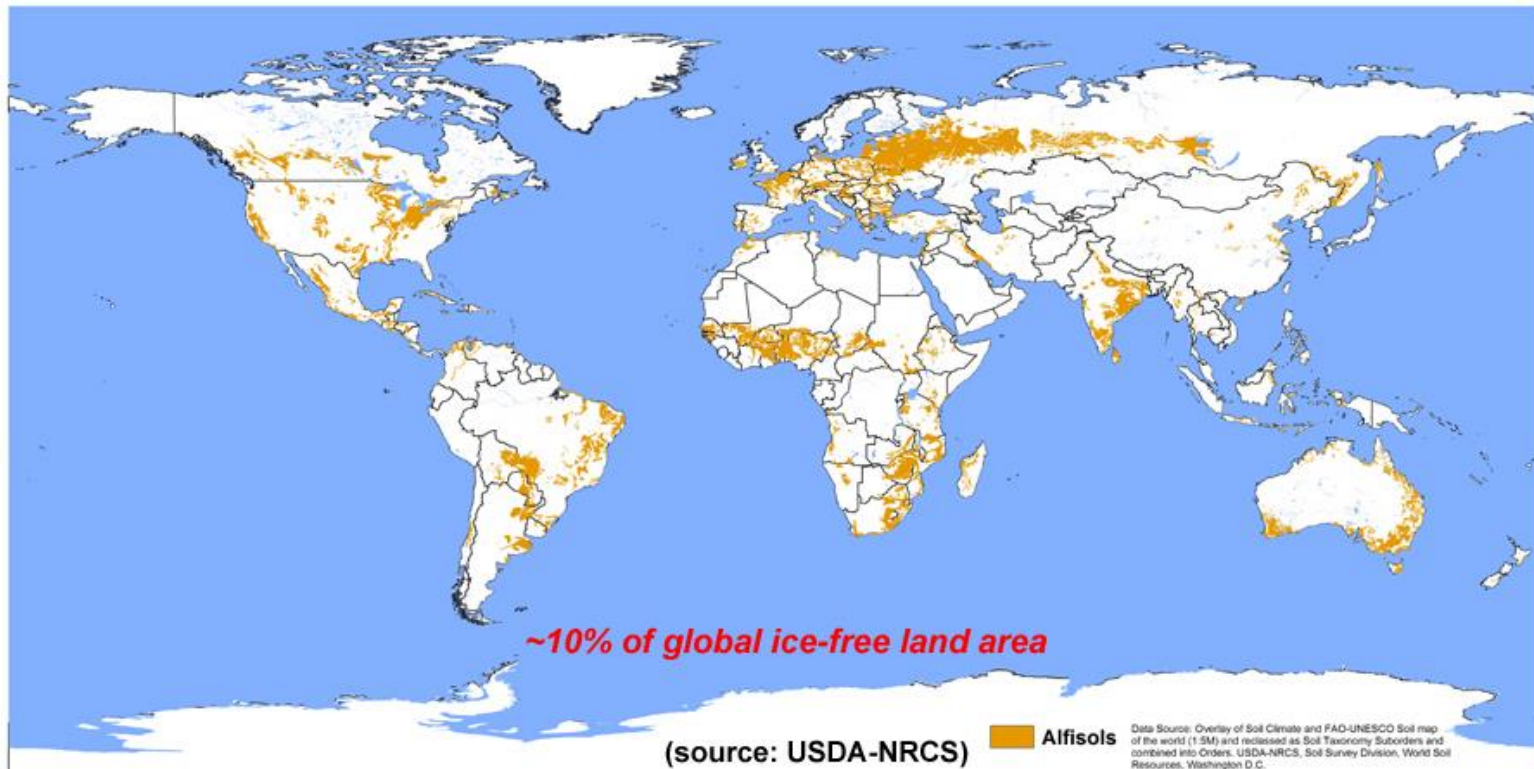 ~10% of global ice-free land area
(source: USDA-NRCS)
Alfisols
Data Source: Overlay of Soil Climate and FAO-UNESCO Soil map
of the world (1:5M) and reclassed as Soil Taxonomy Suborders and
combined into Orders. USDA-NRCS, Soil Survey Division, World Soil
Resources, Washington D.C.